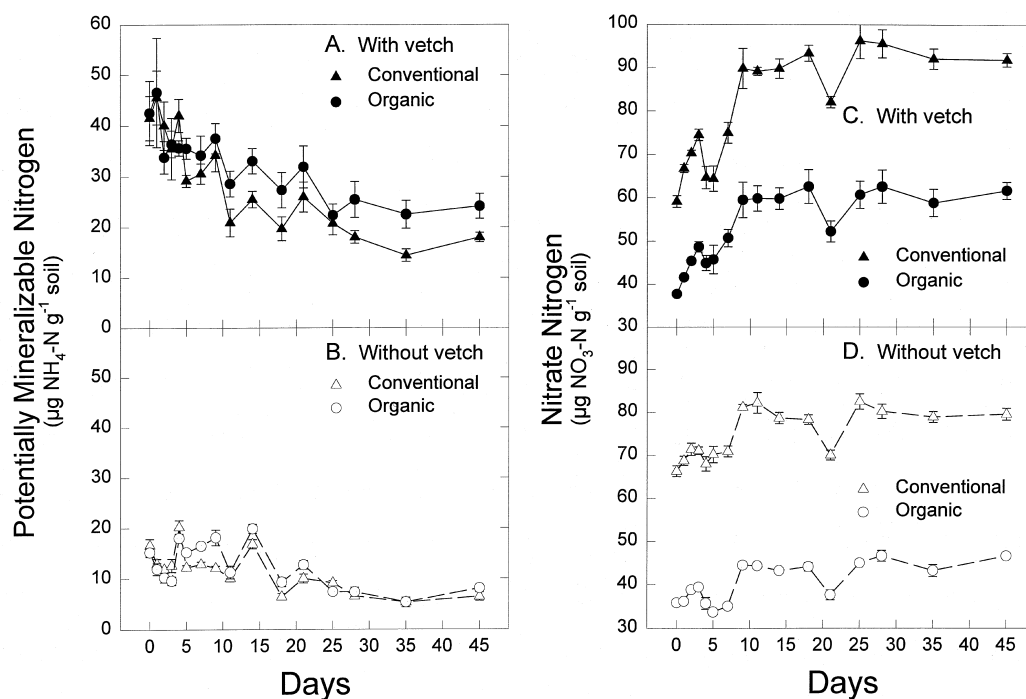 Potentially Mineralizable Nitrogen
(µg NH4-N g-1 soil)
60
50
40
30
20
10
0
A. With vetch
Conventional
Organic
50
40
30
20
10
0
B. Without vetch
Conventional
Organic
0 5 10 15 20 25 30 35 40 45
Days
Nitrate Nitrogen
(µg NO3-N g-1 soil)
100
90
80
70
60
50
40
30
C. With vetch
Conventional
Organic
90
80
70
60
50
40
30
D. Without vetch
Conventional
Organic
0 5 10 15 20 25 30 35 40 45
Days